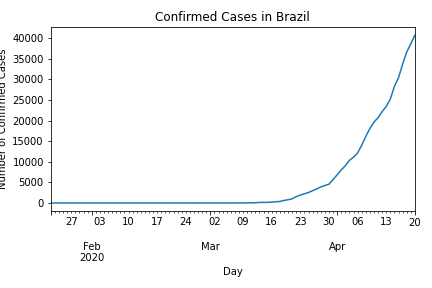 Confirmed Cases in Brazil
Number of Confirmed Cases
40000
35000
30000
25000
20000
15000
10000
5000
0
27 03 10 17 24 02 09 16 23 30 06 13 20
Feb Mar Apr
2020
Day